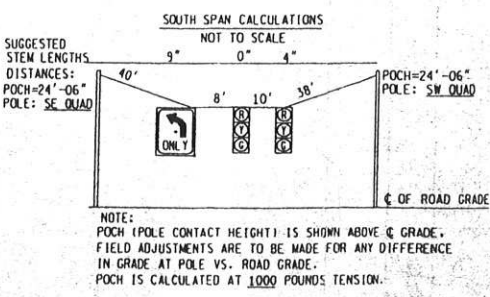 SOUTH SPAN CALCULATIONS
NOT TO SCALE
SUGGESTED
STEM LENGTHS
9" 0" 4"
DISTANCES:
POCH=24'-06"
POLE: SE QUAD
40' 8' 10' 38'
POCH=24'-06"
POLE: SW QUAD
ONLY
R
Y
G
R
Y
G
℄ OF ROAD GRADE
NOTE:
POCH (POLE CONTACT HEIGHT) IS SHOWN ABOVE ℄ GRADE.
FIELD ADJUSTMENTS ARE TO BE MADE FOR ANY DIFFERENCE
IN GRADE AT POLE VS. ROAD GRADE.
POCH IS CALCULATED AT 1000 POUNDS TENSION.